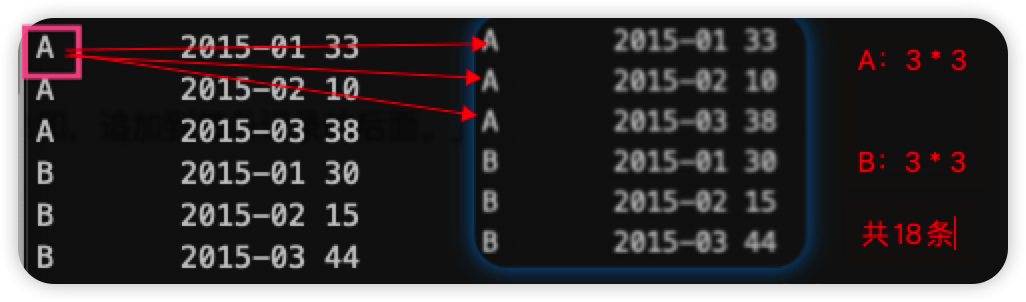 A 2015-01 33 A 2015-01 33 A: 3 * 3
A 2015-02 10 A 2015-02 10
A 2015-03 38 A 2015-03 38
B 2015-01 30 B 2015-01 30 B: 3 * 3
B 2015-02 15 B 2015-02 15
B 2015-03 44 B 2015-03 44 共18条